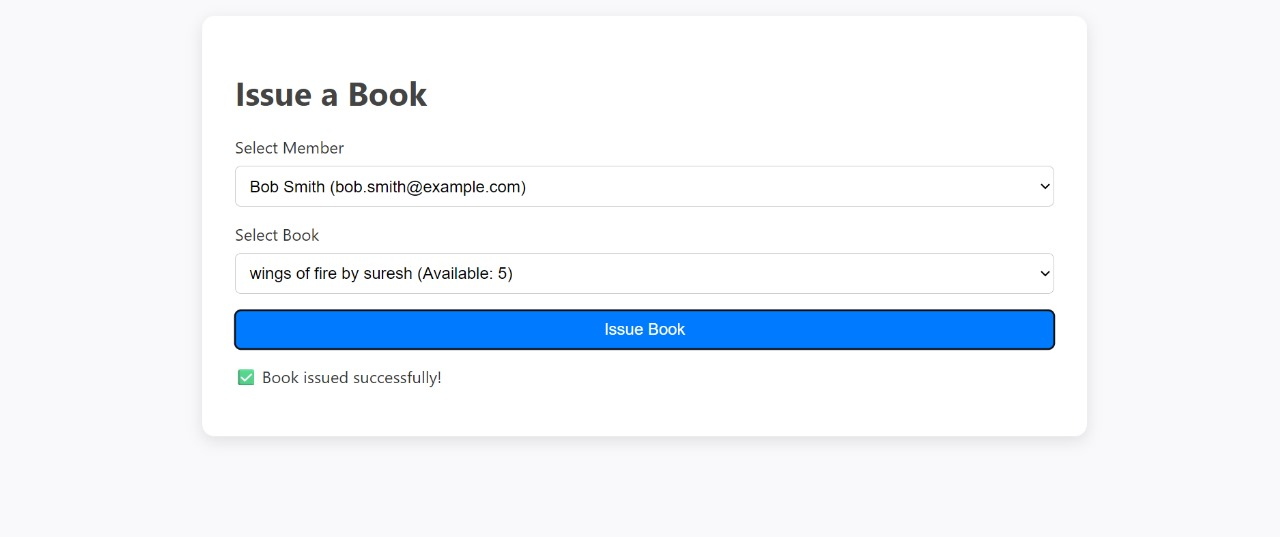 Issue a Book
Select Member
Bob Smith (bob.smith@example.com)
Select Book
wings of fire by suresh (Available: 5)
Issue Book
✅ Book issued successfully!